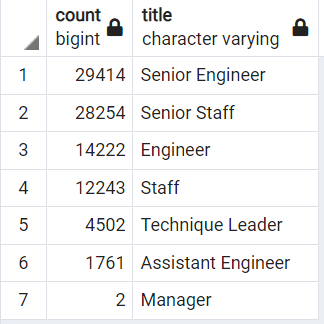 count title
bigint character varying
1 29414 Senior Engineer
2 28254 Senior Staff
3 14222 Engineer
4 12243 Staff
5 4502 Technique Leader
6 1761 Assistant Engineer
7 2 Manager